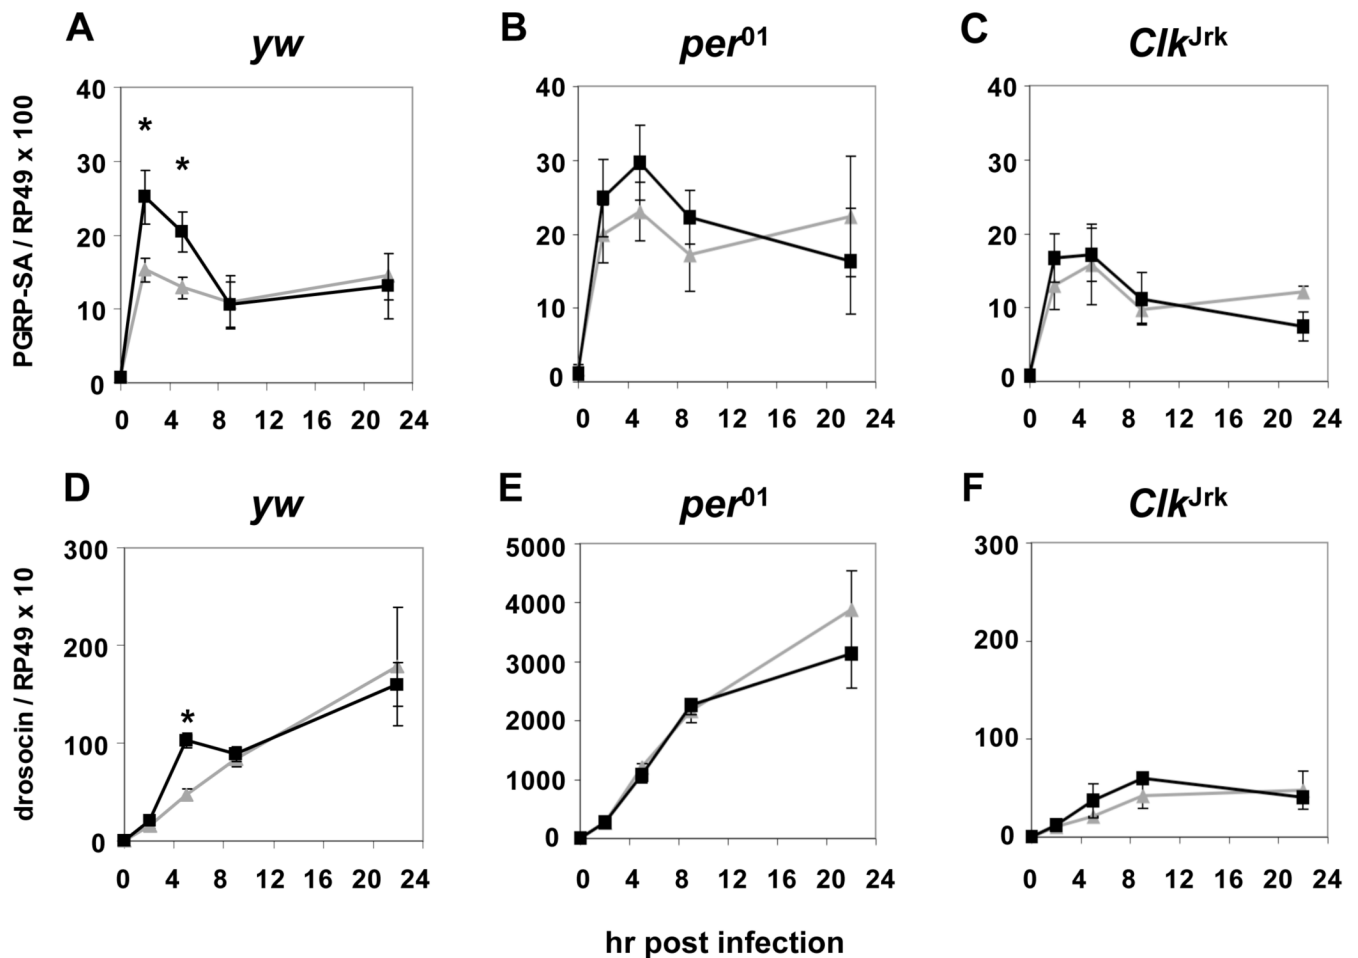 A
yw
B
per01
C
ClkJrk
PGRP-SA / RP49 x 100
40
30
20
10
0
0 4 8 12 16 20 24
*
*
40
30
20
10
0
0 4 8 12 16 20 24
40
30
20
10
0
0 4 8 12 16 20 24
D
yw
E
per01
F
ClkJrk
drosocin / RP49 x 10
300
200
100
0
0 4 8 12 16 20 24
*
5000
4000
3000
2000
1000
0
0 4 8 12 16 20 24
300
200
100
0
0 4 8 12 16 20 24
hr post infection